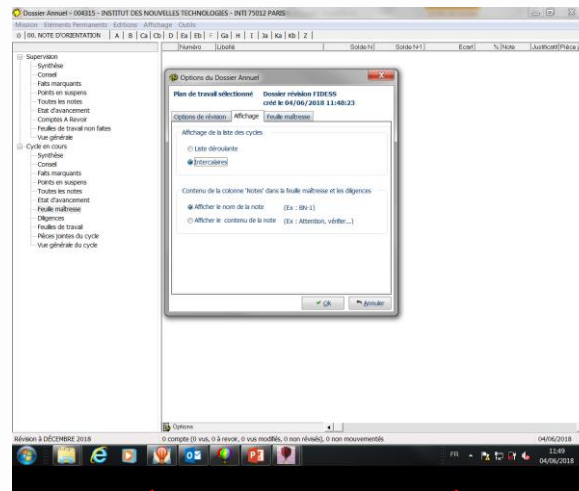 Dossier Annuel - 004315 - INSTITUT DES NOUVELLES TECHNOLOGIES - INTI 75012 PARIS
Mission Elements Permanents Editions Affichage Outils
0 | 00. NOTE D'ORIENTATION | A | B | Ca | Cb | D | Ea | Eb | F | Ga | H | I | Ja | Ka | Kb | Z |
Numéro Libellé Solde N Solde N-1 Ecart % Note Justificatif Pièce
Supervision
Synthèse
Conseil
Faits marquants
Points en suspens
Toutes les notes
Etat d'avancement
Comptes A Revoir
Feuilles de travail non faites
Vue générale
Cycle en cours
Synthèse
Conseil
Faits marquants
Points en suspens
Toutes les notes
Etat d'avancement
Feuille maîtresse
Diligences
Feuilles de travail
Pièces jointes du cycle
Vue générale du cycle
Options du Dossier Annuel
Plan de travail sélectionné Dossier révision FIDESS
créé le 04/06/2018 11:48:23
Options de révision Affichage Feuille maîtresse
Affichage de la liste des cycles
Liste déroulante
Intercalaires
Contenu de la colonne 'Notes' dans la feuille maîtresse et les diligences
Afficher le nom de la note (Ex : BN-1)
Afficher le contenu de la note (Ex : Attention, vérifier...)
Ok Annuler
Options
Révision à DÉCEMBRE 2018 0 compte (0 vus, 0 à revoir, 0 vus modifiés, 0 non révisés), 0 non mouvementés 04/06/2018
FR 11:49
04/06/2018